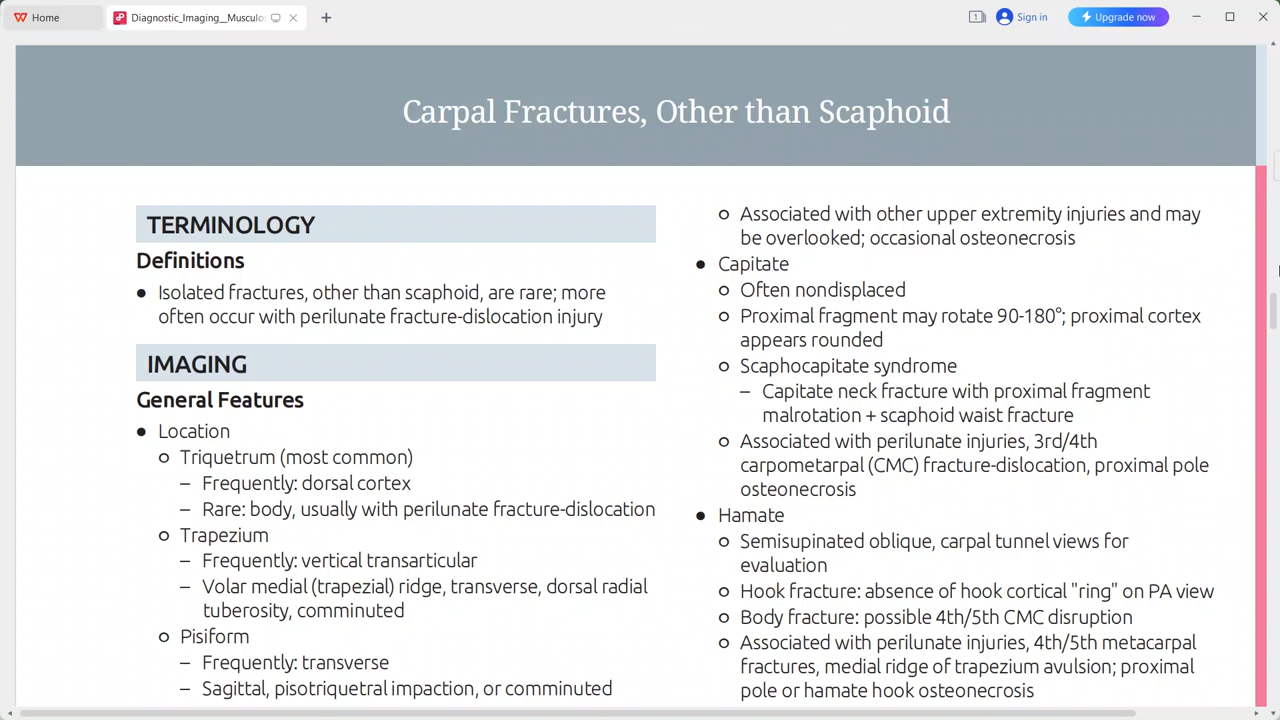 Home
Diagnostic_Imaging__Musculos
1
Sign in
Upgrade now
Carpal Fractures, Other than Scaphoid
TERMINOLOGY
Definitions
● Isolated fractures, other than scaphoid, are rare; more
often occur with perilunate fracture-dislocation injury
IMAGING
General Features
● Location
○ Triquetrum (most common)
– Frequently: dorsal cortex
– Rare: body, usually with perilunate fracture-dislocation
○ Trapezium
– Frequently: vertical transarticular
– Volar medial (trapezial) ridge, transverse, dorsal radial
tuberosity, comminuted
○ Pisiform
– Frequently: transverse
– Sagittal, pisotriquetral impaction, or comminuted
○ Associated with other upper extremity injuries and may
be overlooked; occasional osteonecrosis
● Capitate
○ Often nondisplaced
○ Proximal fragment may rotate 90-180°; proximal cortex
appears rounded
○ Scaphocapitate syndrome
– Capitate neck fracture with proximal fragment
malrotation + scaphoid waist fracture
○ Associated with perilunate injuries, 3rd/4th
carpometarpal (CMC) fracture-dislocation, proximal pole
osteonecrosis
● Hamate
○ Semisupinated oblique, carpal tunnel views for
evaluation
○ Hook fracture: absence of hook cortical "ring" on PA view
○ Body fracture: possible 4th/5th CMC disruption
○ Associated with perilunate injuries, 4th/5th metacarpal
fractures, medial ridge of trapezium avulsion; proximal
pole or hamate hook osteonecrosis